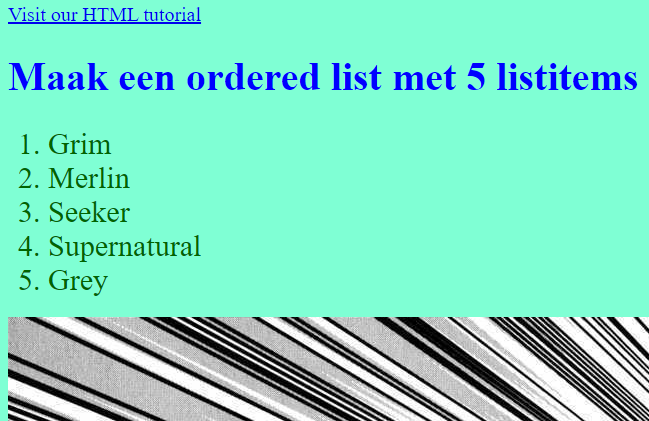 Visit our HTML tutorial
Maak een ordered list met 5 listitems
1. Grim
2. Merlin
3. Seeker
4. Supernatural
5. Grey